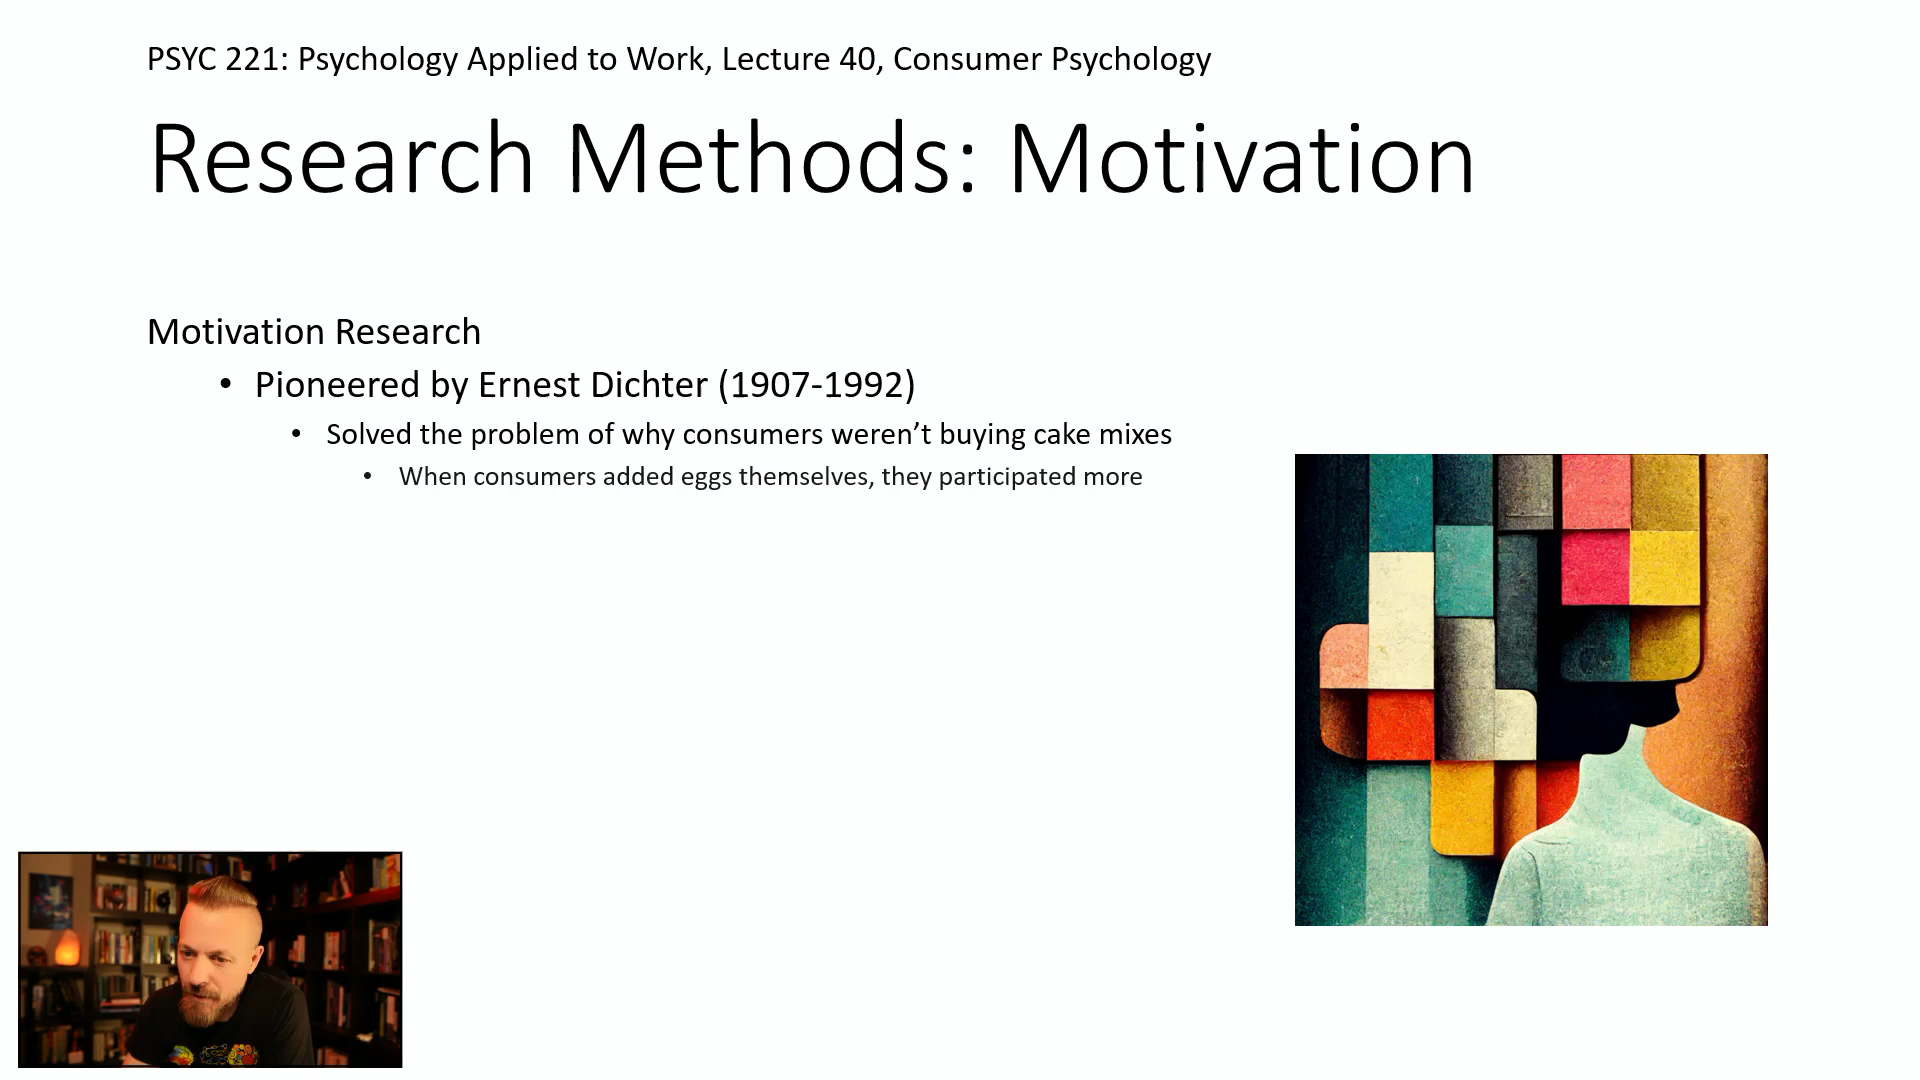 PSYC 221: Psychology Applied to Work, Lecture 40, Consumer Psychology
Research Methods: Motivation
Motivation Research
• Pioneered by Ernest Dichter (1907-1992)
• Solved the problem of why consumers weren’t buying cake mixes
• When consumers added eggs themselves, they participated more